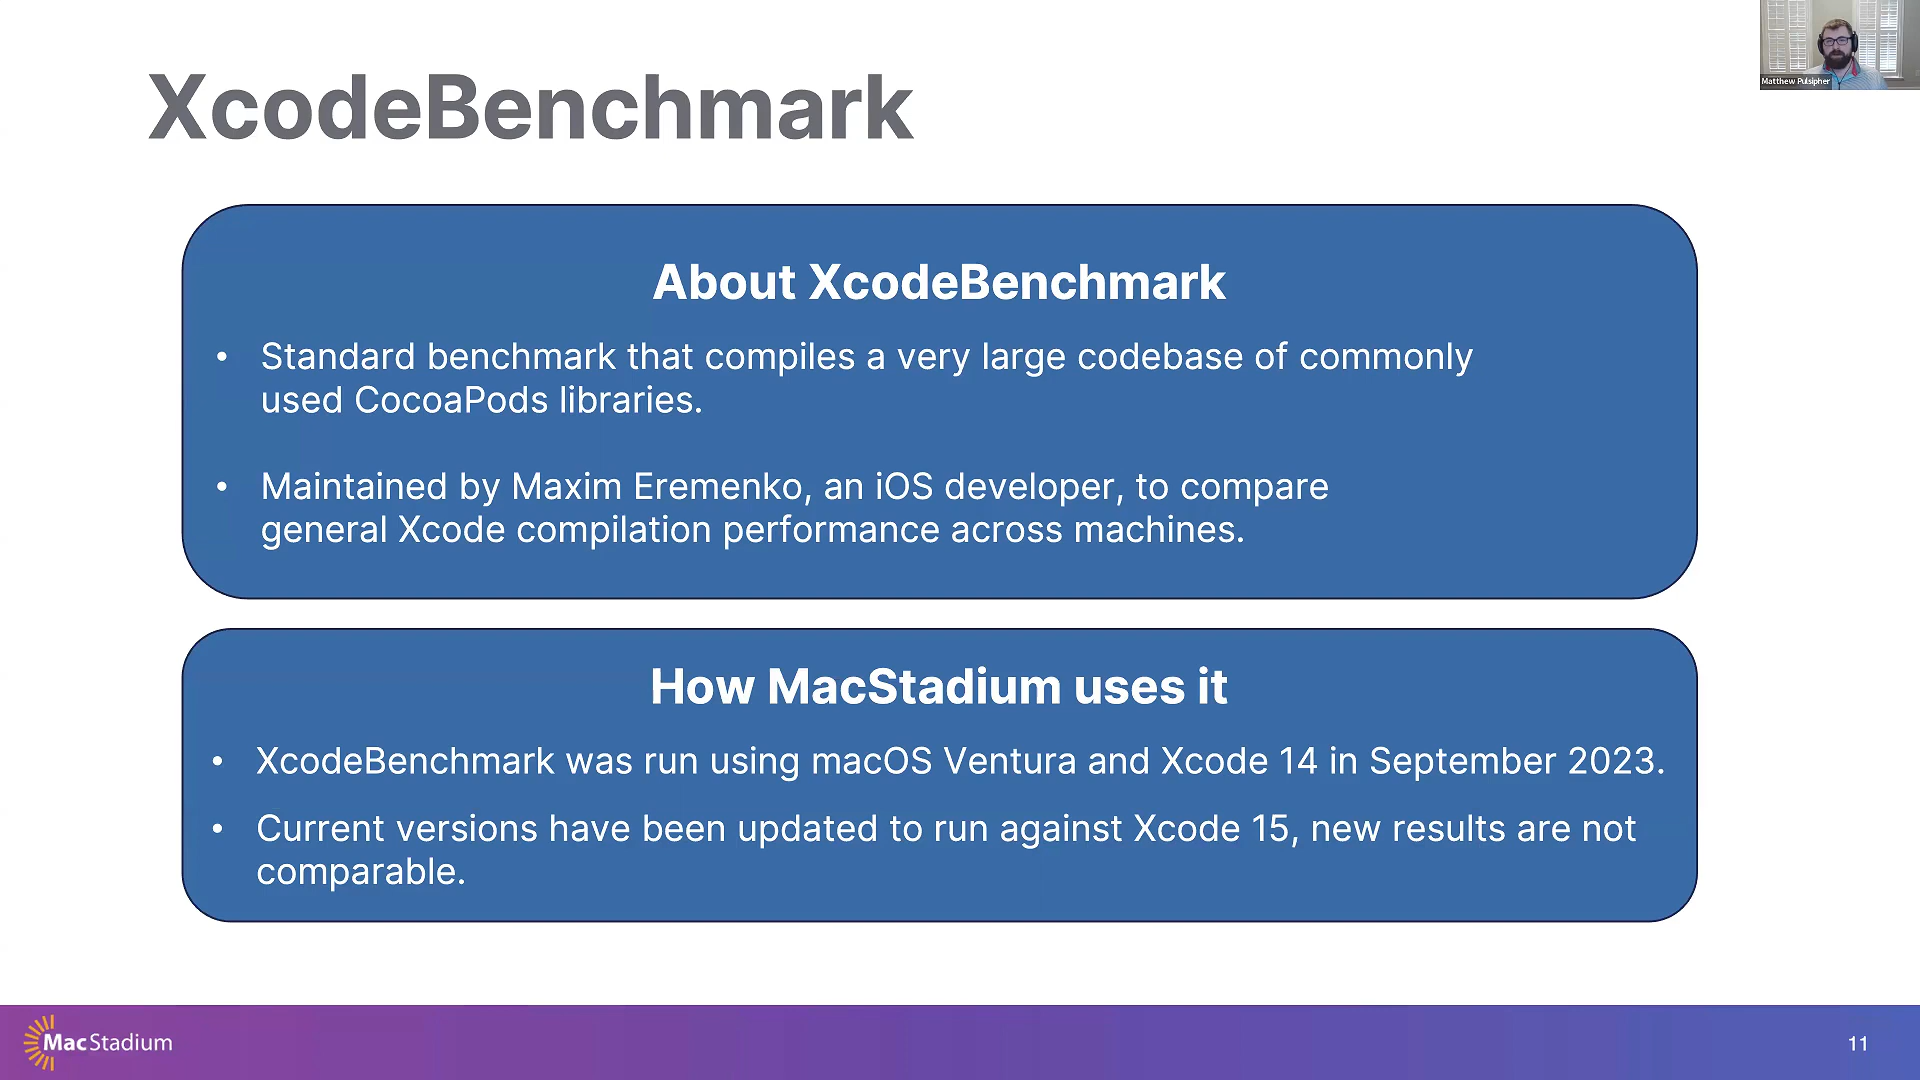 XcodeBenchmark
Matthew Pulsipher
About XcodeBenchmark
• Standard benchmark that compiles a very large codebase of commonly
used CocoaPods libraries.
• Maintained by Maxim Eremenko, an iOS developer, to compare
general Xcode compilation performance across machines.
How MacStadium uses it
• XcodeBenchmark was run using macOS Ventura and Xcode 14 in September 2023.
• Current versions have been updated to run against Xcode 15, new results are not
comparable.
MacStadium
11